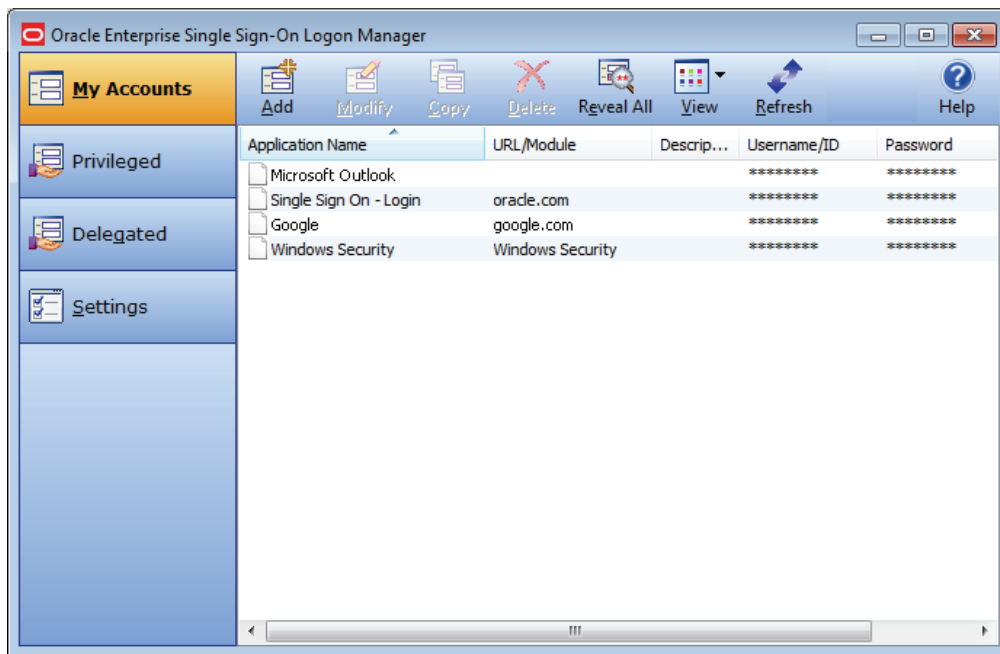 Oracle Enterprise Single Sign-On Logon Manager
My Accounts
Privileged
Delegated
Settings
Add Modify Copy Delete Reveal All View Refresh Help
Application Name URL/Module Descrip... Username/ID Password
Microsoft Outlook ******** ********
Single Sign On - Login oracle.com ******** ********
Google google.com ******** ********
Windows Security Windows Security ******** ********